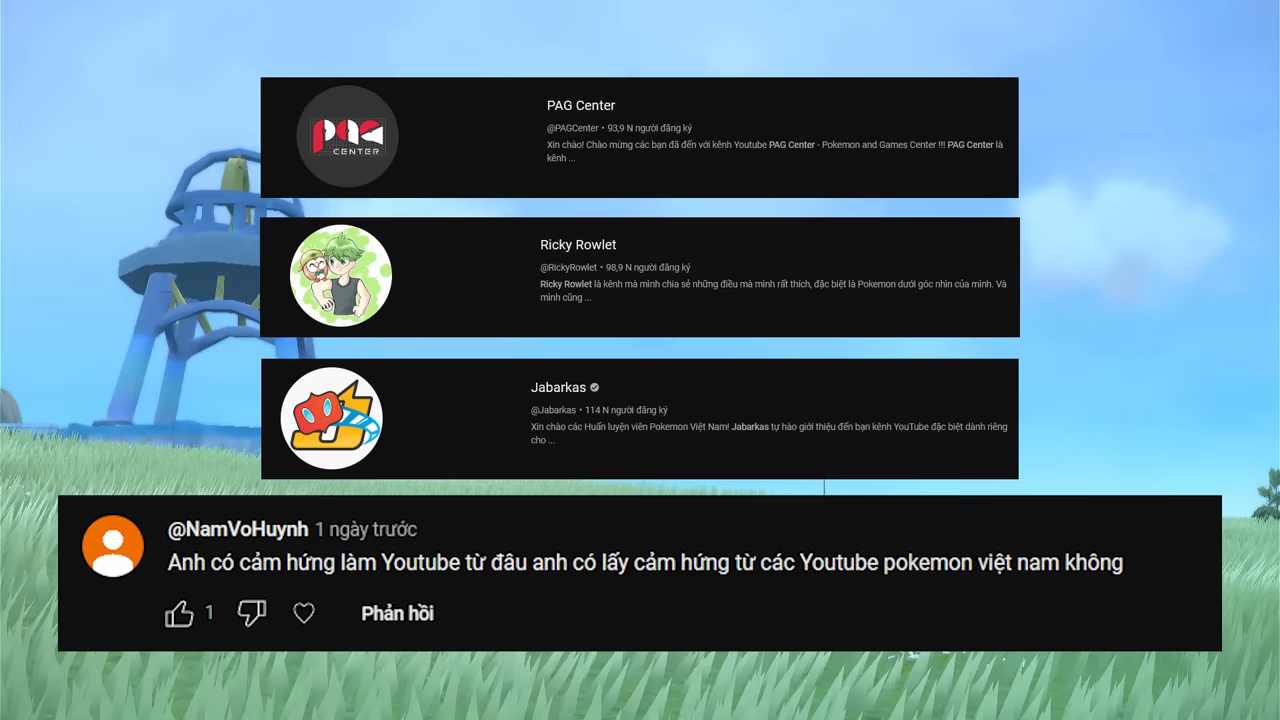 PAG
CENTER
PAG Center
@PAGCenter • 93,9 N người đăng ký
Xin chào! Chào mừng các bạn đã đến với kênh Youtube PAG Center - Pokemon and Games Center !!! PAG Center là
kênh ...
Ricky Rowlet
@RickyRowlet • 98,9 N người đăng ký
Ricky Rowlet là kênh mà mình chia sẻ những điều mà mình rất thích, đặc biệt là Pokemon dưới góc nhìn của mình. Và
mình cũng ...
Jabarkas
@Jabarkas • 114 N người đăng ký
Xin chào các Huấn luyện viên Pokemon Việt Nam! Jabarkas tự hào giới thiệu đến bạn kênh YouTube đặc biệt dành riêng
cho ...
@NamVoHuynh 1 ngày trước
Anh có cảm hứng làm Youtube từ đâu anh có lấy cảm hứng từ các Youtube pokemon việt nam không
1 Phản hồi